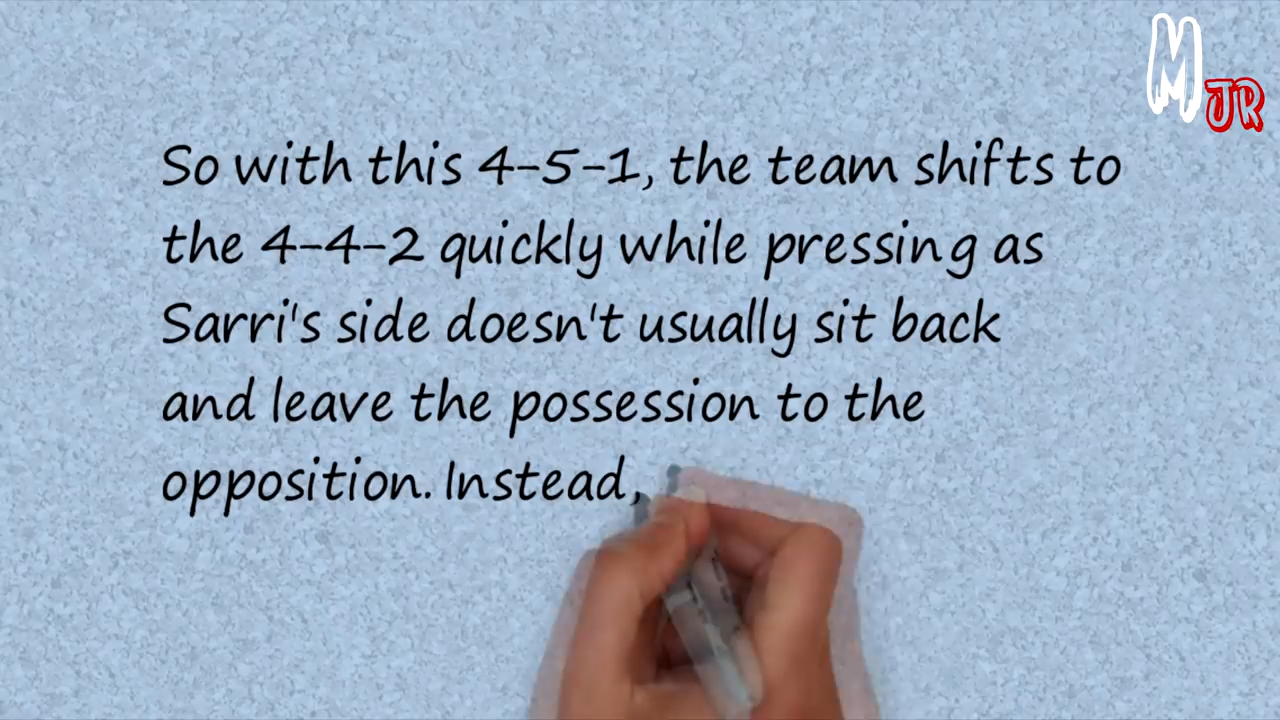 M JR
So with this 4-5-1, the team shifts to
the 4-4-2 quickly while pressing as
Sarri's side doesn't usually sit back
and leave the possession to the
opposition. Instead,